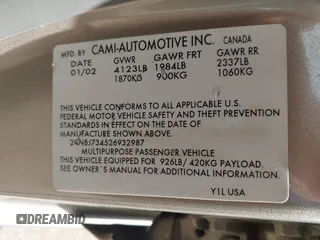 MFD. BY CAMI-AUTOMOTIVE INC. CANADA
DATE GVWR GAWR FRT GAWR RR
01/02 4123LB 1984LB 2337LB
1870KG 900KG 1060KG
THIS VEHICLE CONFORMS TO ALL APPLICABLE U.S.
FEDERAL MOTOR VEHICLE SAFETY AND THEFT PREVENTION
STANDARDS IN EFFECT ON THE DATE OF
MANUFACTURE SHOWN ABOVE.
2CNBJ734526932987
MULTIPURPOSE PASSENGER VEHICLE
THIS VEHICLE EQUIPPED FOR 926LB/ 420KG PAYLOAD.
SEE OWNER'S MANUAL FOR ADDITIONAL INFORMATION.
Y1L USA
DREAMBID